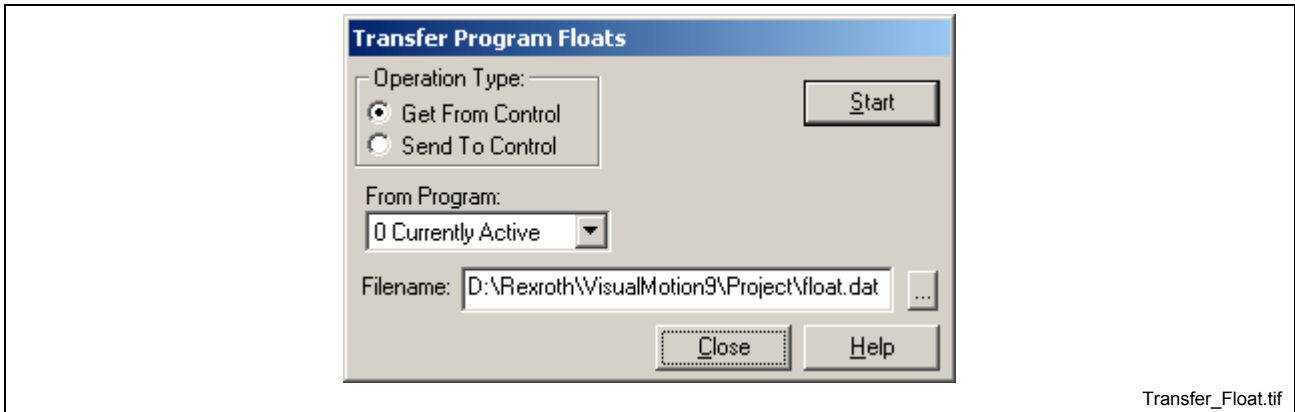 Transfer Program Floats
Operation Type:
Get From Control
Start
Send To Control
From Program:
0 Currently Active
Filename: D:\Rexroth\VisualMotion9\Project\float.dat ...
Close Help
Transfer_Float.tif